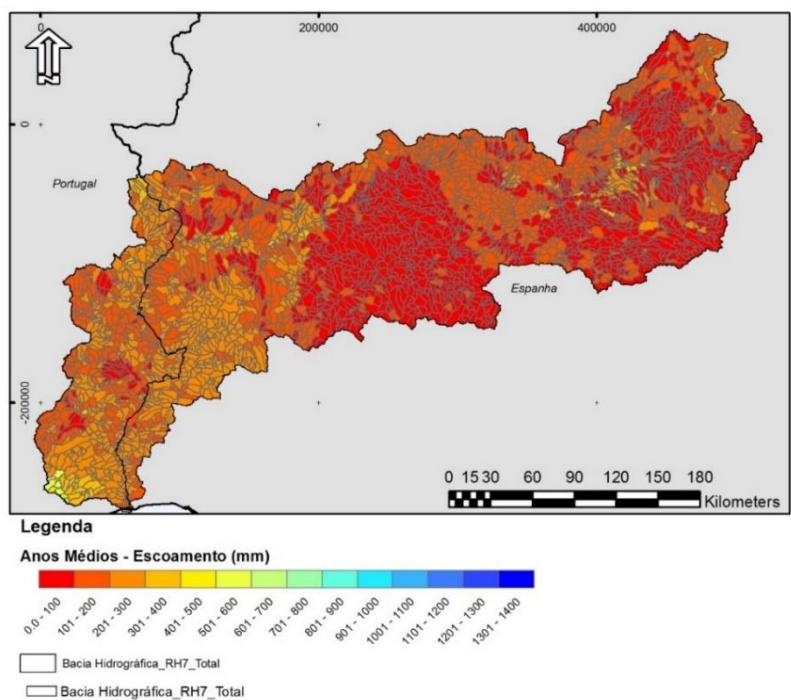 0 200000 400000
N
0
Portugal
Espanha
-200000
0 15 30 60 90 120 150 180
Kilometers
Legenda
Anos Médios - Escoamento (mm)
0.0 - 100
101 - 200
201 - 300
301 - 400
401 - 500
501 - 600
601 - 700
701 - 800
801 - 900
901 - 1000
1001 - 1100
1101 - 1200
1201 - 1300
1301 - 1400
Bacia Hidrográfica_RH7_Total
Bacia Hidrográfica_RH7_Total